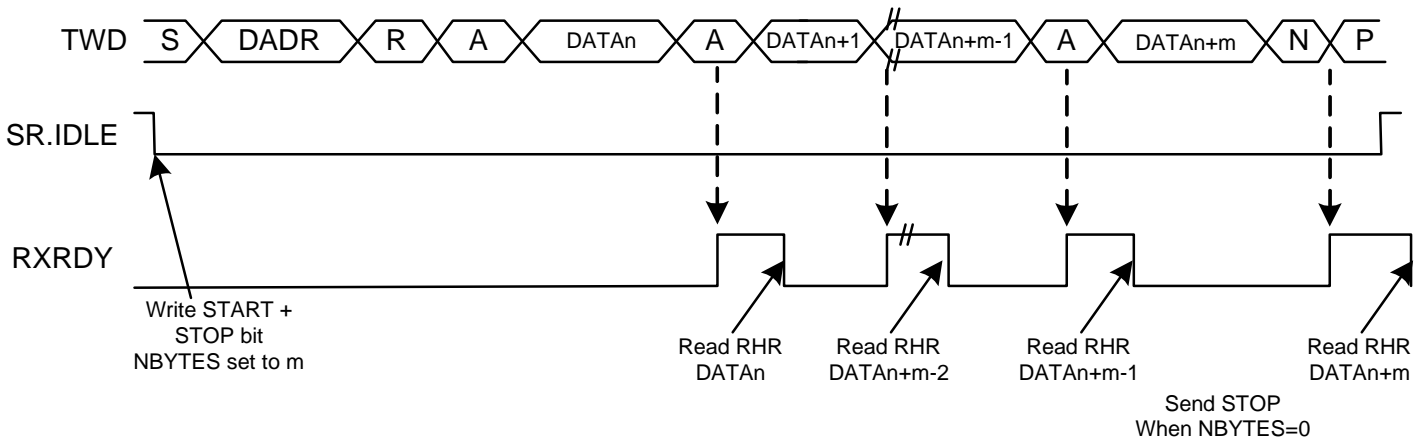 TWD S DADR R A DATAn A DATAn+1 DATAn+m-1 A DATAn+m N P
SR.IDLE
RXRDY
Write START +
STOP bit
NBYTES set to m
Read RHR
DATAn
Read RHR
DATAn+m-2
Read RHR
DATAn+m-1
Read RHR
DATAn+m
Send STOP
When NBYTES=0